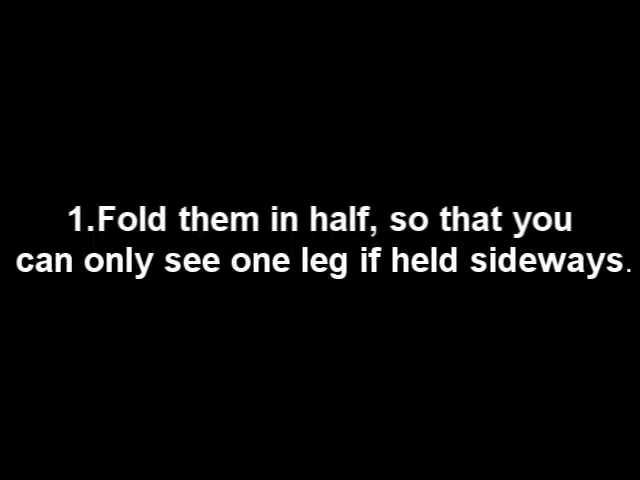 1.Fold them in half, so that you
can only see one leg if held sideways.